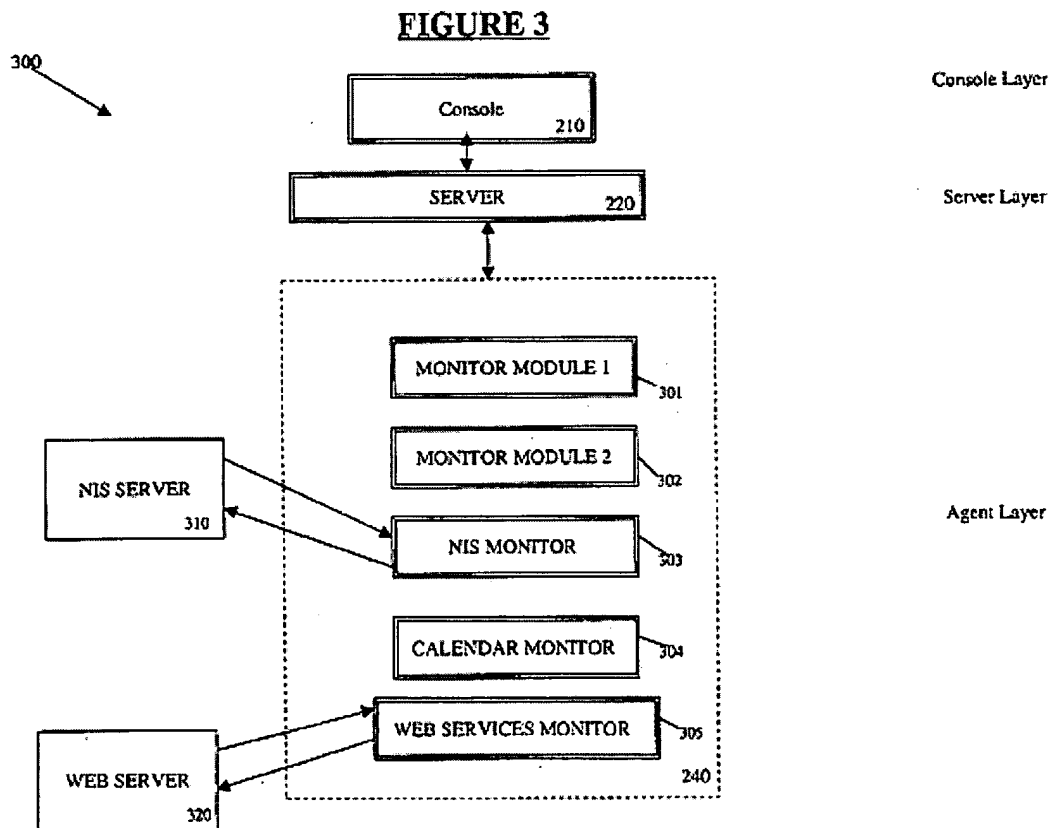 FIGURE 3
300
Console Layer
Console
210
SERVER
220
Server Layer
MONITOR MODULE 1
301
MONITOR MODULE 2
302
NIS SERVER
310
NIS MONITOR
303
Agent Layer
CALENDAR MONITOR
304
WEB SERVICES MONITOR
305
240
WEB SERVER
320